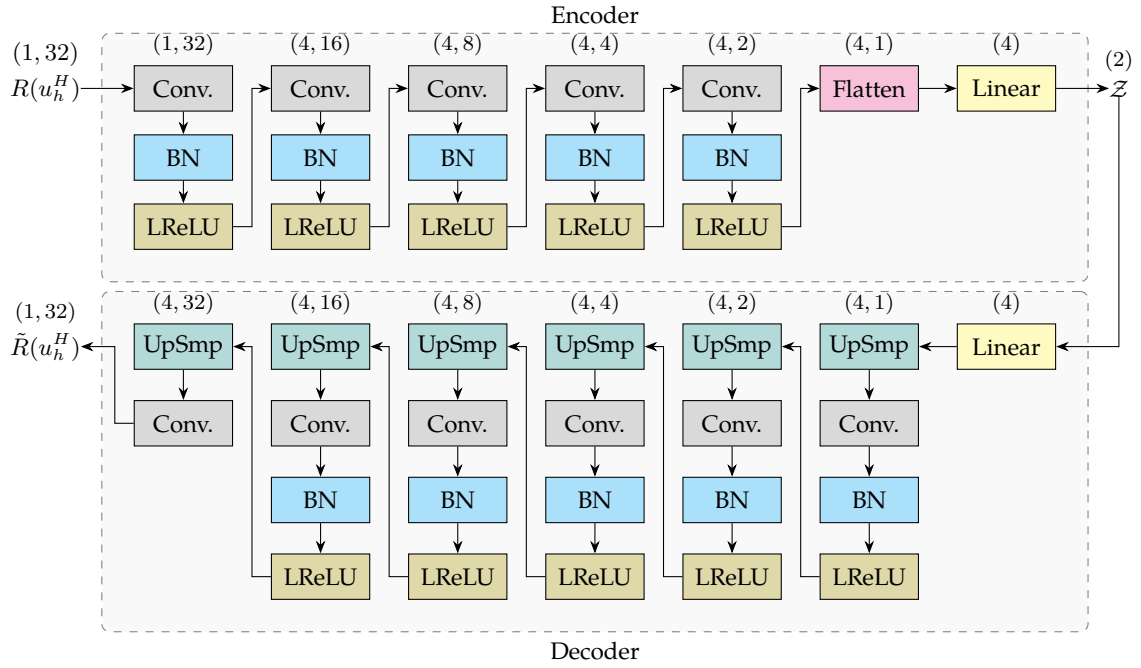 Encoder
(1, 32) (1, 32) (4, 16) (4, 8) (4, 4) (4, 2) (4, 1) (4) (2)
R(u_h^H) Conv. Conv. Conv. Conv. Conv. Flatten Linear 𝒵
BN BN BN BN BN
LReLU LReLU LReLU LReLU LReLU
(1, 32) (4, 32) (4, 16) (4, 8) (4, 4) (4, 2) (4, 1) (4)
R̃(u_h^H) UpSmp UpSmp UpSmp UpSmp UpSmp UpSmp Linear
Conv. Conv. Conv. Conv. Conv. Conv.
BN BN BN BN BN
LReLU LReLU LReLU LReLU LReLU
Decoder